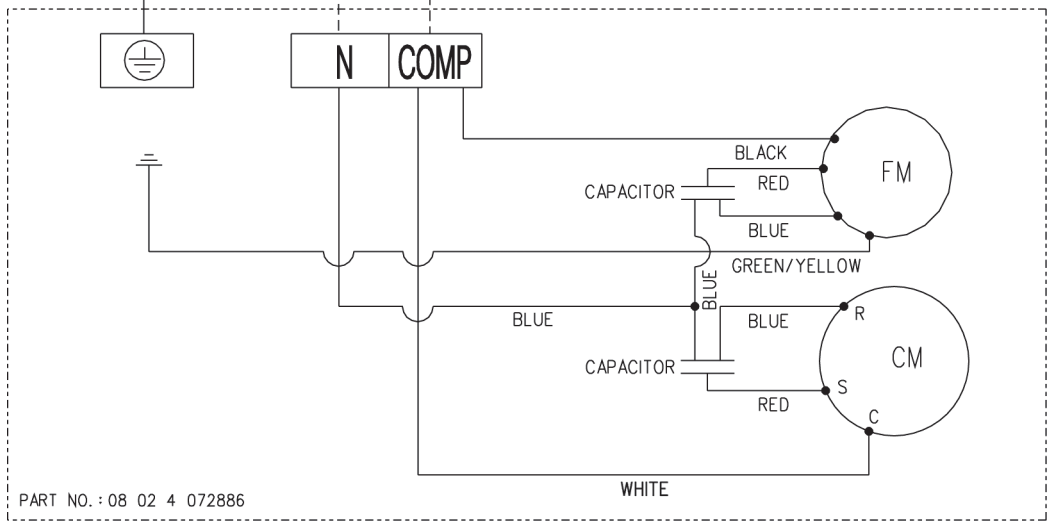 N COMP
BLACK
FM
CAPACITOR
RED
BLUE
GREEN/YELLOW
BLUE
BLUE
BLUE
R
CM
CAPACITOR
S
RED
C
WHITE
PART NO.:08 02 4 072886